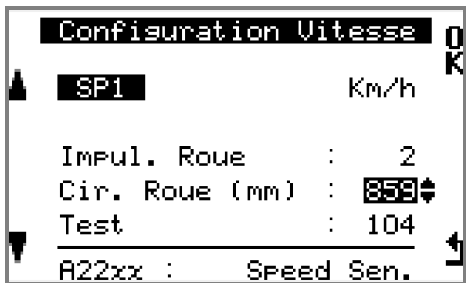 Configuration Vitesse
OK
SP1 Km/h
Impul. Roue : 2
Cir. Roue (mm) : 859
Test : 104
A22xx : Speed Sen.